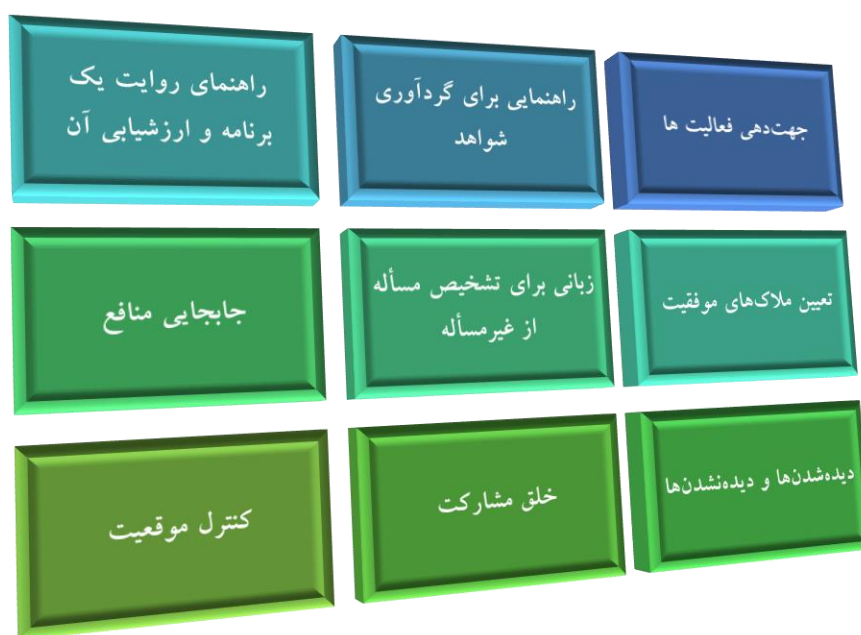 جهت‌دهی فعالیت ها
راهنمایی برای گردآوری
شواهد
راهنمای روایت یک
برنامه و ارزشیابی آن
تعیین ملاک‌های موفقیت
زبانی برای تشخیص مسأله
از غیرمسأله
جابجایی منافع
دیده‌شدن‌ها و دیده‌نشدن‌ها
خلق مشارکت
کنترل موقعیت